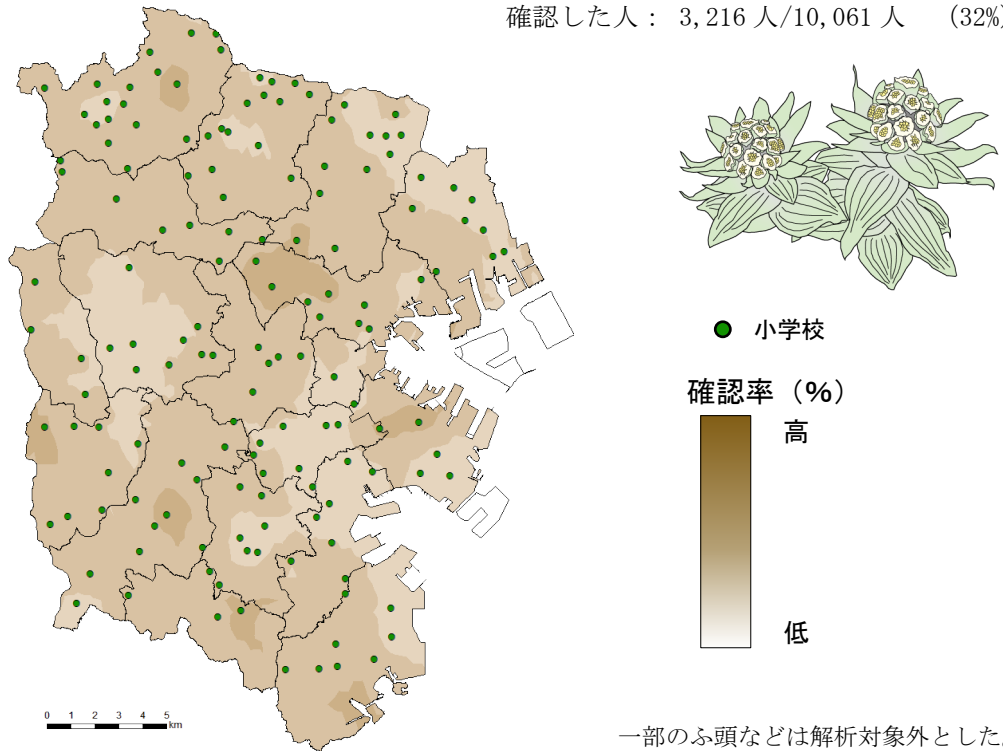 確認した人： 3,216 人/10,061 人 （32%）
小学校
確認率（%）
高
低
0 1 2 3 4 5
km
一部のふ頭などは解析対象外とした